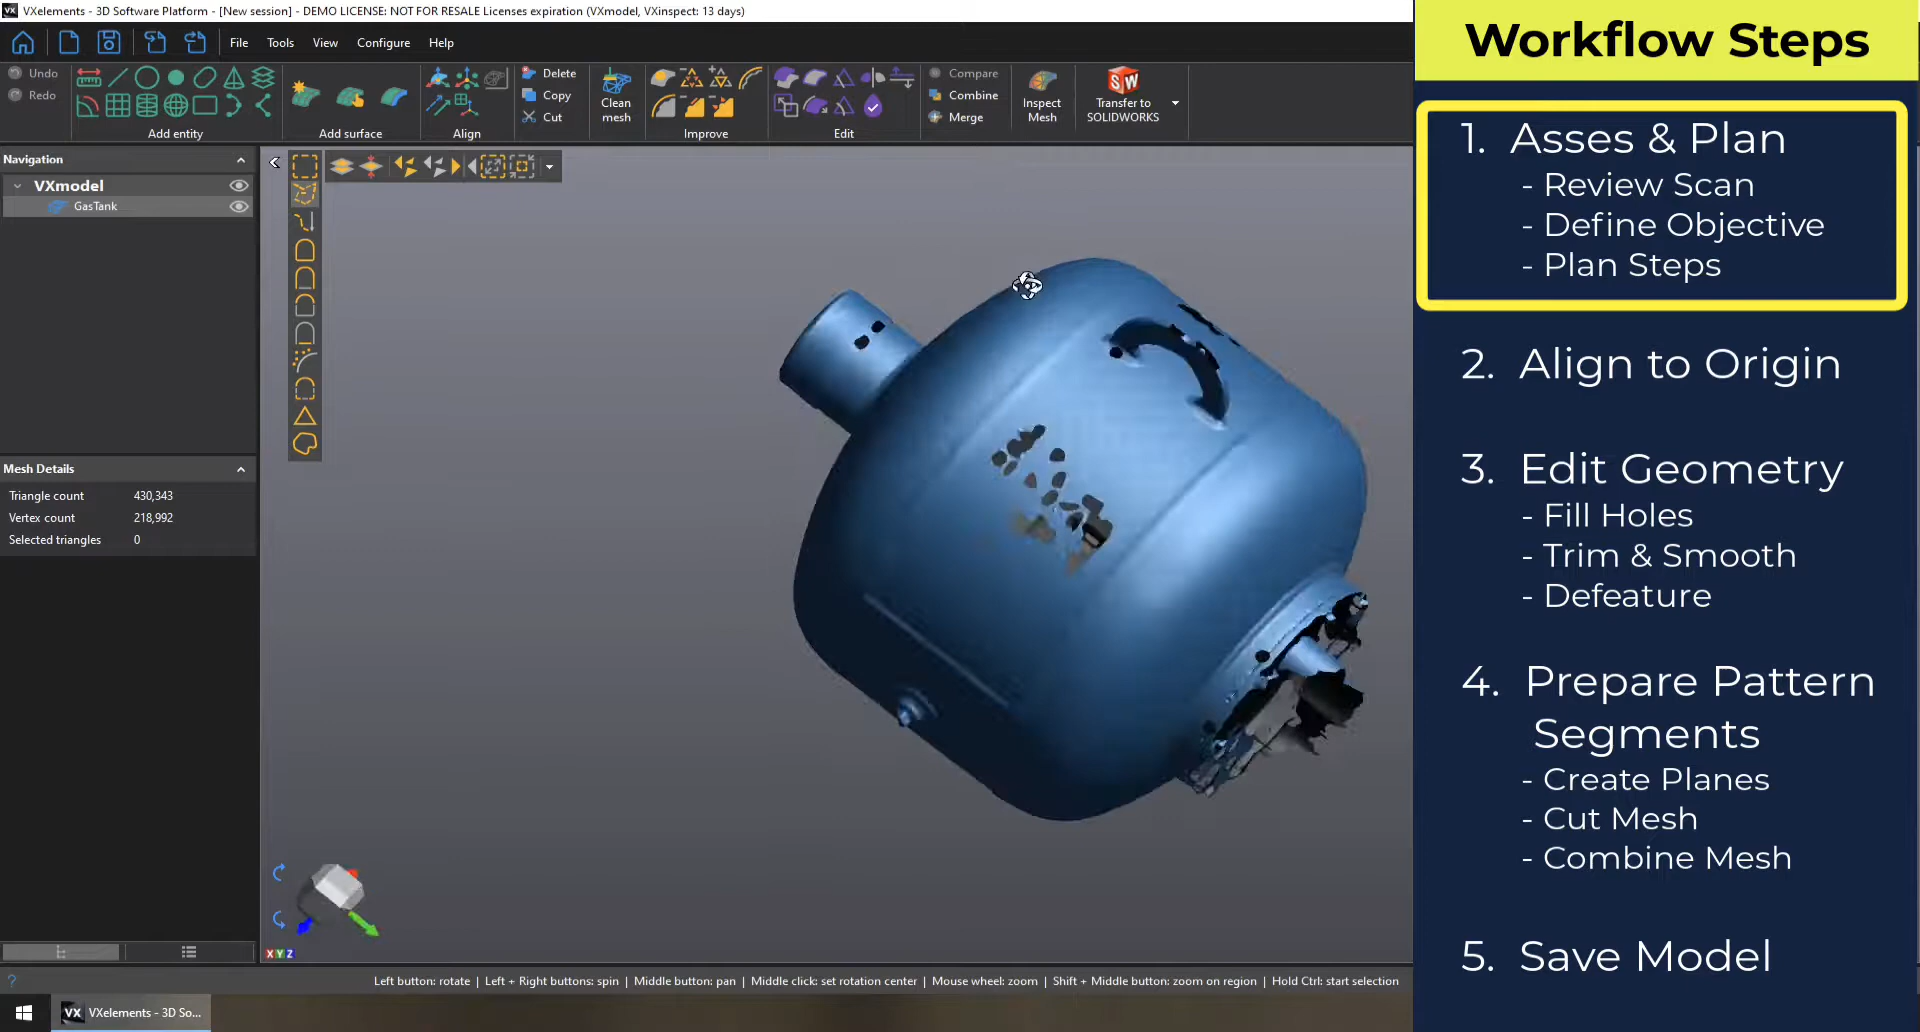 VX VXelements - 3D Software Platform - [New session] - DEMO LICENSE: NOT FOR RESALE Licenses expiration (VXmodel, VXinspect: 13 days)
File Tools View Configure Help
Undo
Redo
Add entity
Add surface
Align
Delete
Copy
Cut
Clean
mesh
Improve
Edit
Compare
Combine
Merge
Inspect
Mesh
SW
Transfer to
SOLIDWORKS
Navigation
VXmodel
GasTank
Mesh Details
Triangle count 430,343
Vertex count 218,992
Selected triangles 0
XYZ
?
Left button: rotate | Left + Right buttons: spin | Middle button: pan | Middle click: set rotation center | Mouse wheel: zoom | Shift + Middle button: zoom on region | Hold Ctrl: start selection
VX VXelements - 3D So...
Workflow Steps
1. Asses & Plan
- Review Scan
- Define Objective
- Plan Steps
2. Align to Origin
3. Edit Geometry
- Fill Holes
- Trim & Smooth
- Defeature
4. Prepare Pattern
Segments
- Create Planes
- Cut Mesh
- Combine Mesh
5. Save Model